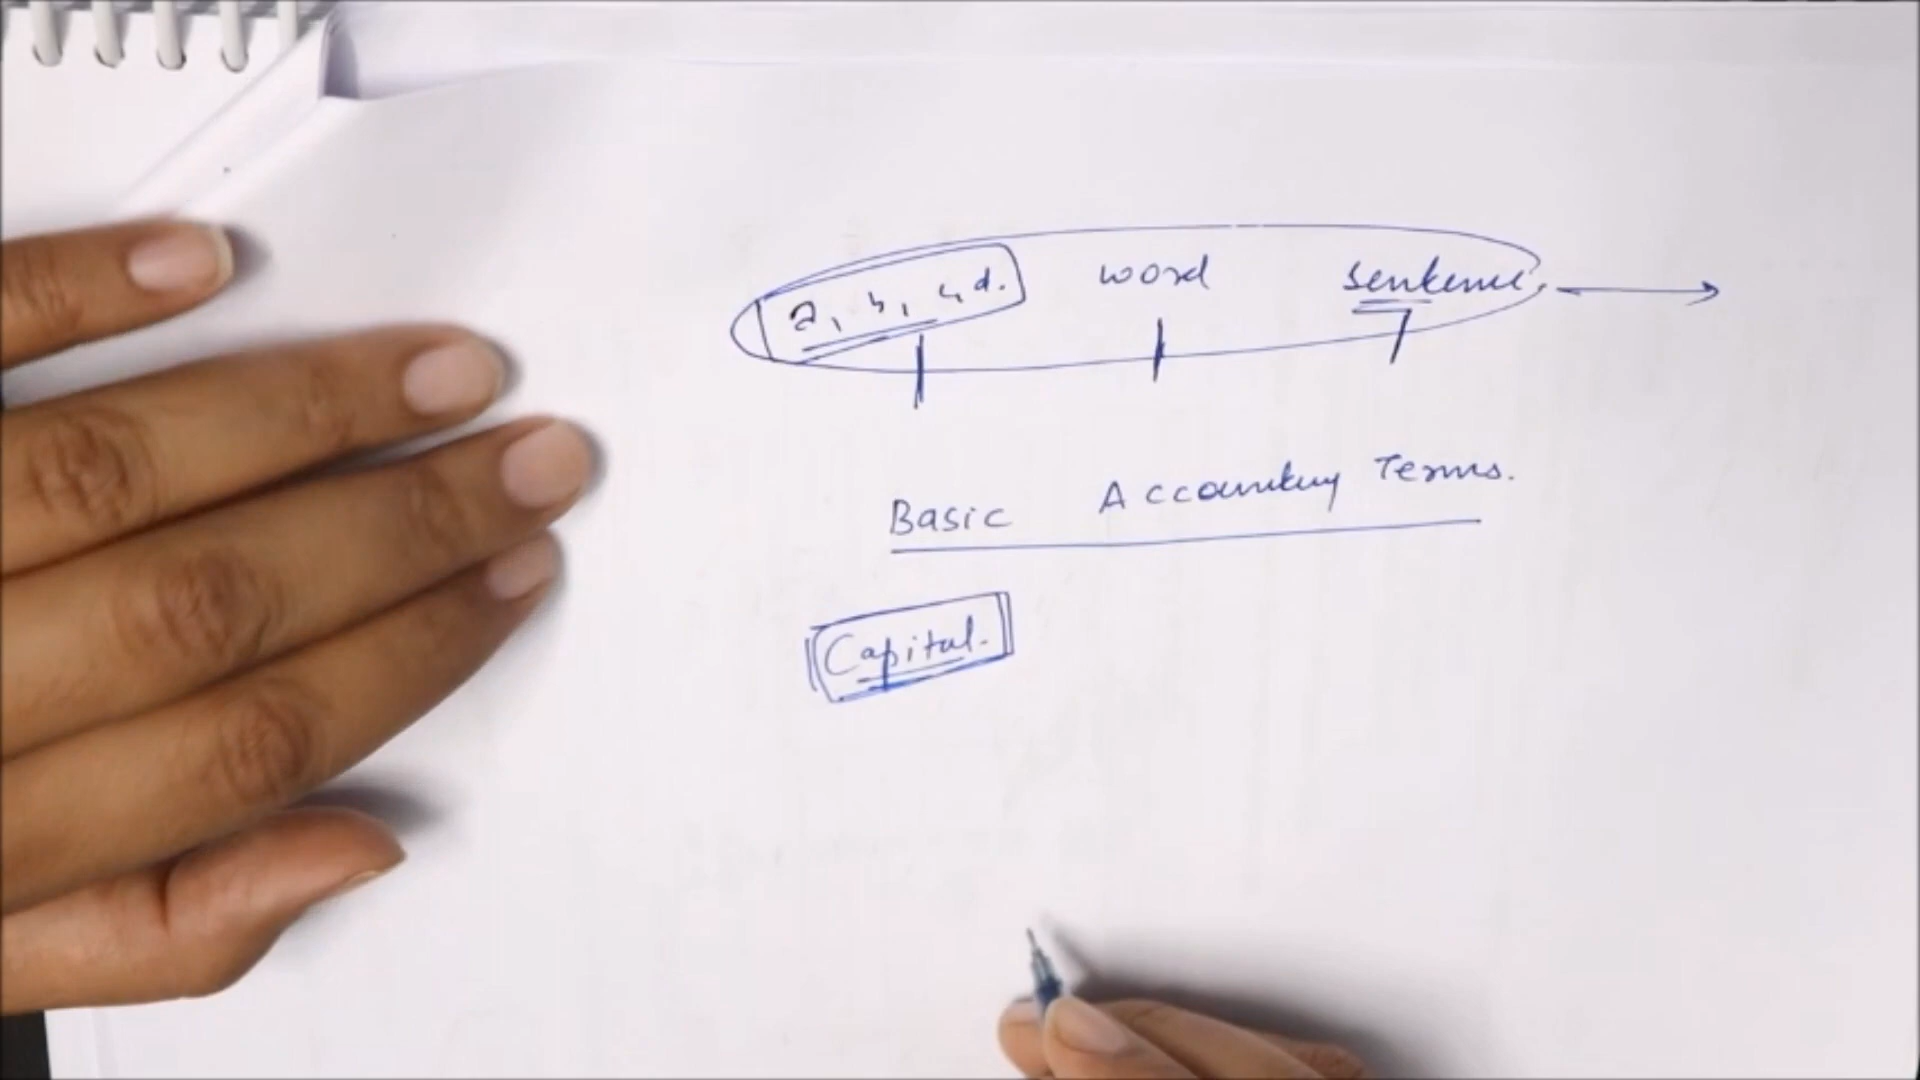 a, b, c, d. word sentence.
Basic Accounting Terms.
Capital.